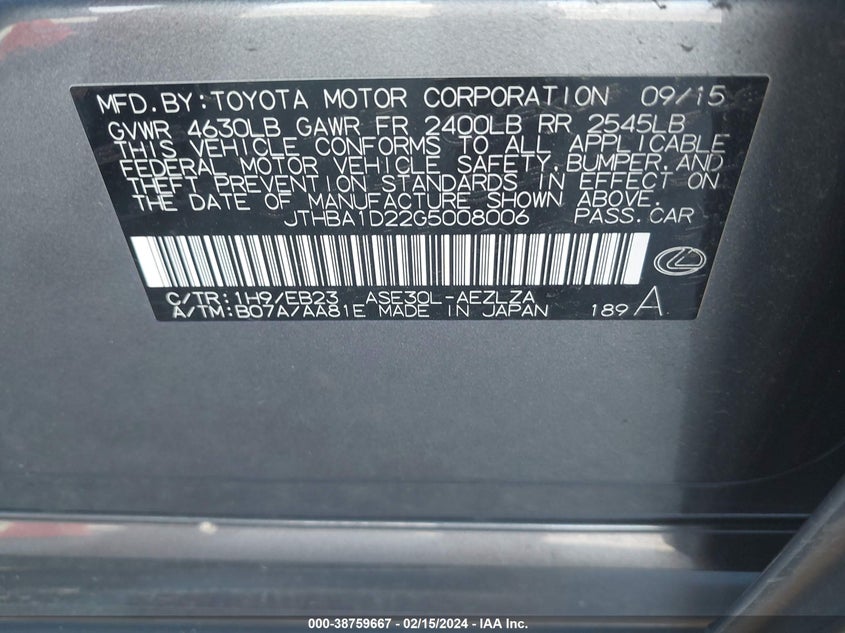 MFD.BY:TOYOTA MOTOR CORPORATION 09/15
GVWR 4630LB GAWR FR 2400LB RR 2545LB
THIS VEHICLE CONFORMS TO ALL APPLICABLE
FEDERAL MOTOR VEHICLE SAFETY,BUMPER,AND
THEFT PREVENTION STANDARDS IN EFFECT ON
THE DATE OF MANUFACTURE SHOWN ABOVE.
JTHBA1D22G5008006 PASS.CAR
C/TR:1H9/EB23 ASE30L-AEZLZA
A/TM:B07A/AA81E MADE IN JAPAN 189 A
000-38759667 - 02/15/2024 - IAA Inc.